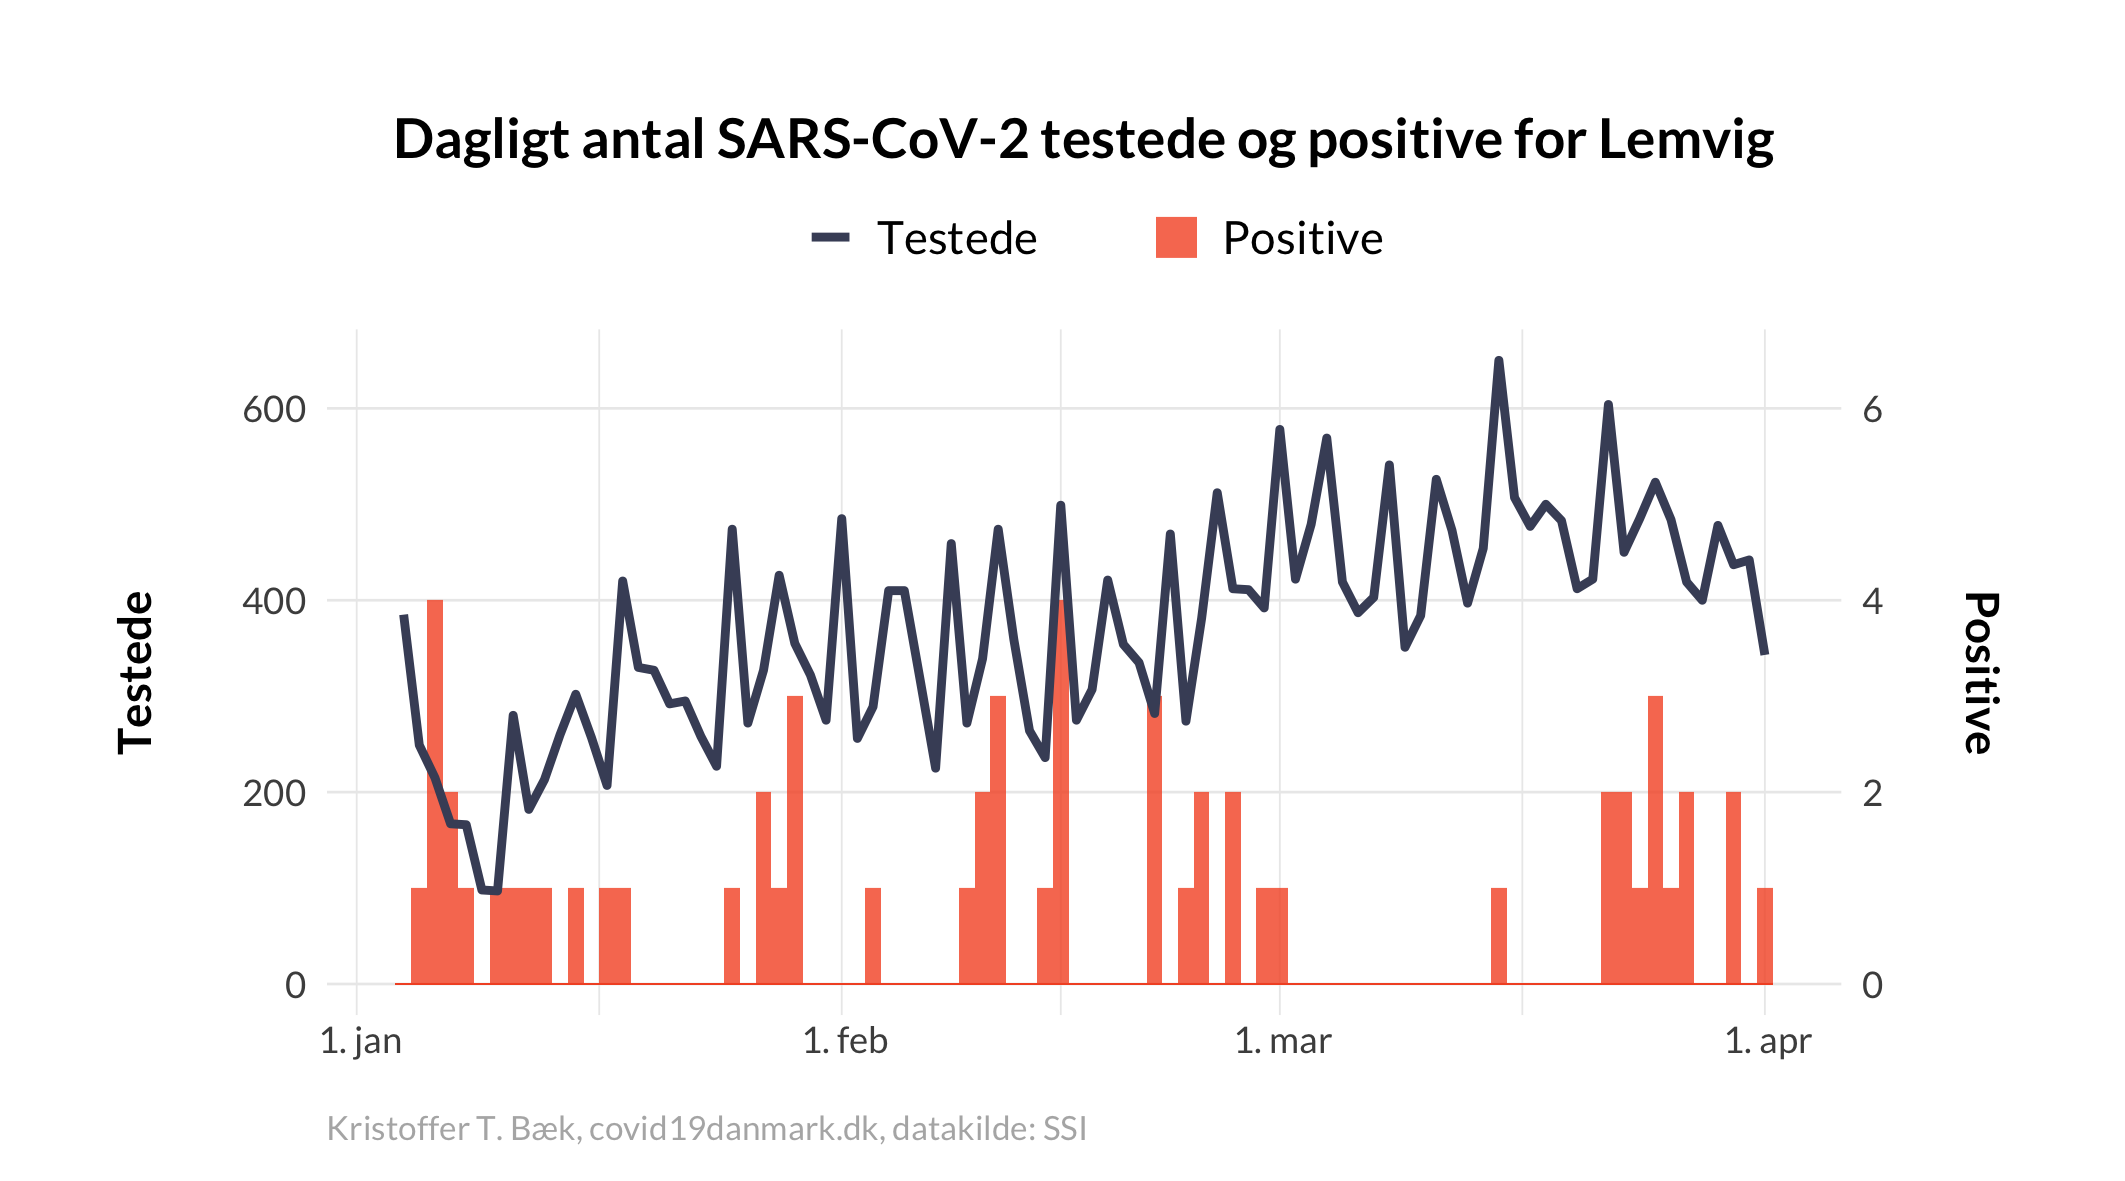 Dagligt antal SARS-CoV-2 testede og positive for Lemvig
Testede
Positive
Testede
600
400
200
0
6
4
2
0
Positive
1. jan
1. feb
1. mar
1. apr
Kristoffer T. Bæk, covid19danmark.dk, datakilde: SSI